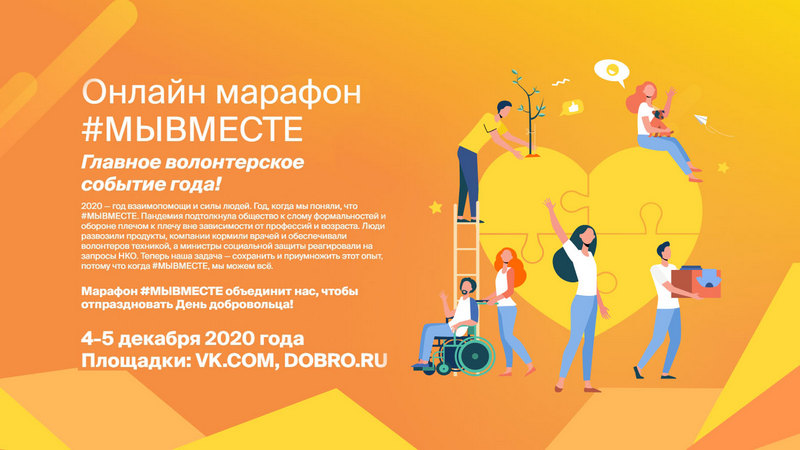 Онлайн марафон
#МЫВМЕСТЕ
Главное волонтерское
событие года!
2020 — год взаимопомощи и силы людей. Год, когда мы поняли, что
#МЫВМЕСТЕ. Пандемия подтолкнула общество к слому формальностей и
обороне плечом к плечу вне зависимости от профессий и возраста. Люди
развозили продукты, компании кормили врачей и обеспечивали
волонтеров техникой, а министры социальной защиты реагировали на
запросы НКО. Теперь наша задача — сохранить и приумножить этот опыт,
потому что когда #МЫВМЕСТЕ, мы можем всё.
Марафон #МЫВМЕСТЕ объединит нас, чтобы
отпраздновать День добровольца!
4-5 декабря 2020 года
Площадки: VK.COM, DOBRO.RU